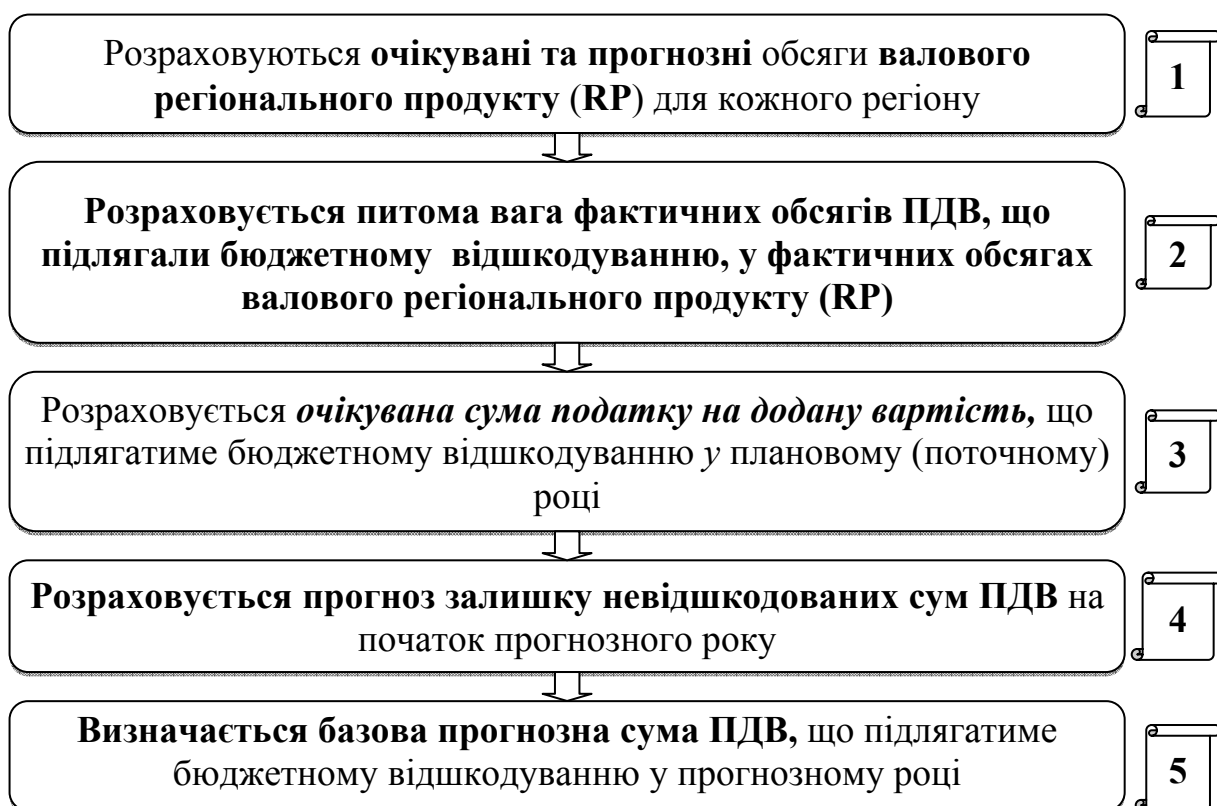 Розраховуються очікувані та прогнозні обсяги валового
регіонального продукту (RP) для кожного регіону
1
Розраховується питома вага фактичних обсягів ПДВ, що
підлягали бюджетному відшкодуванню, у фактичних обсягах
валового регіонального продукту (RP)
2
Розраховується очікувана сума податку на додану вартість, що
підлягатиме бюджетному відшкодуванню у плановому (поточному)
році
3
Розраховується прогноз залишку невідшкодованих сум ПДВ на
початок прогнозного року
4
Визначається базова прогнозна сума ПДВ, що підлягатиме
бюджетному відшкодуванню у прогнозному році
5